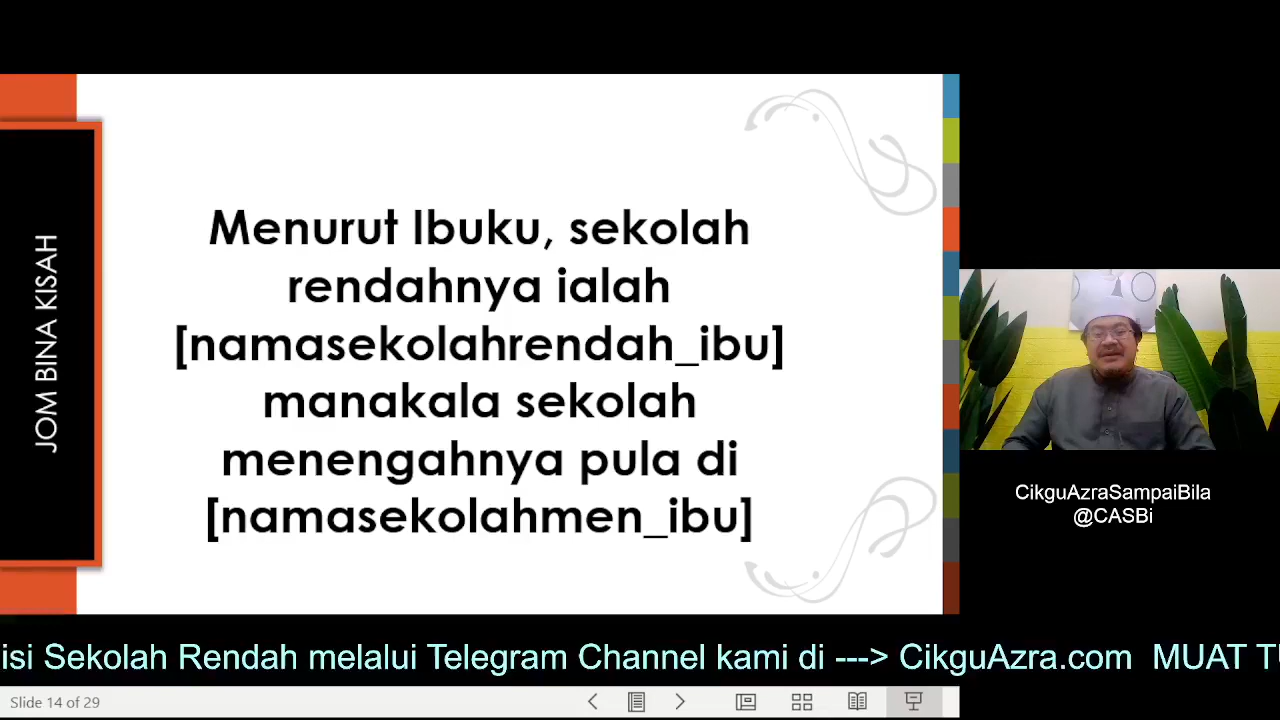 JOM BINA KISAH
Menurut Ibuku, sekolah
rendahnya ialah
[namasekolahrendah_ibu]
manakala sekolah
menengahnya pula di
[namasekolahmen_ibu]
CikguAzraSampaiBila
@CASBi
isi Sekolah Rendah melalui Telegram Channel kami di ---> CikguAzra.com MUAT T
Slide 14 of 29